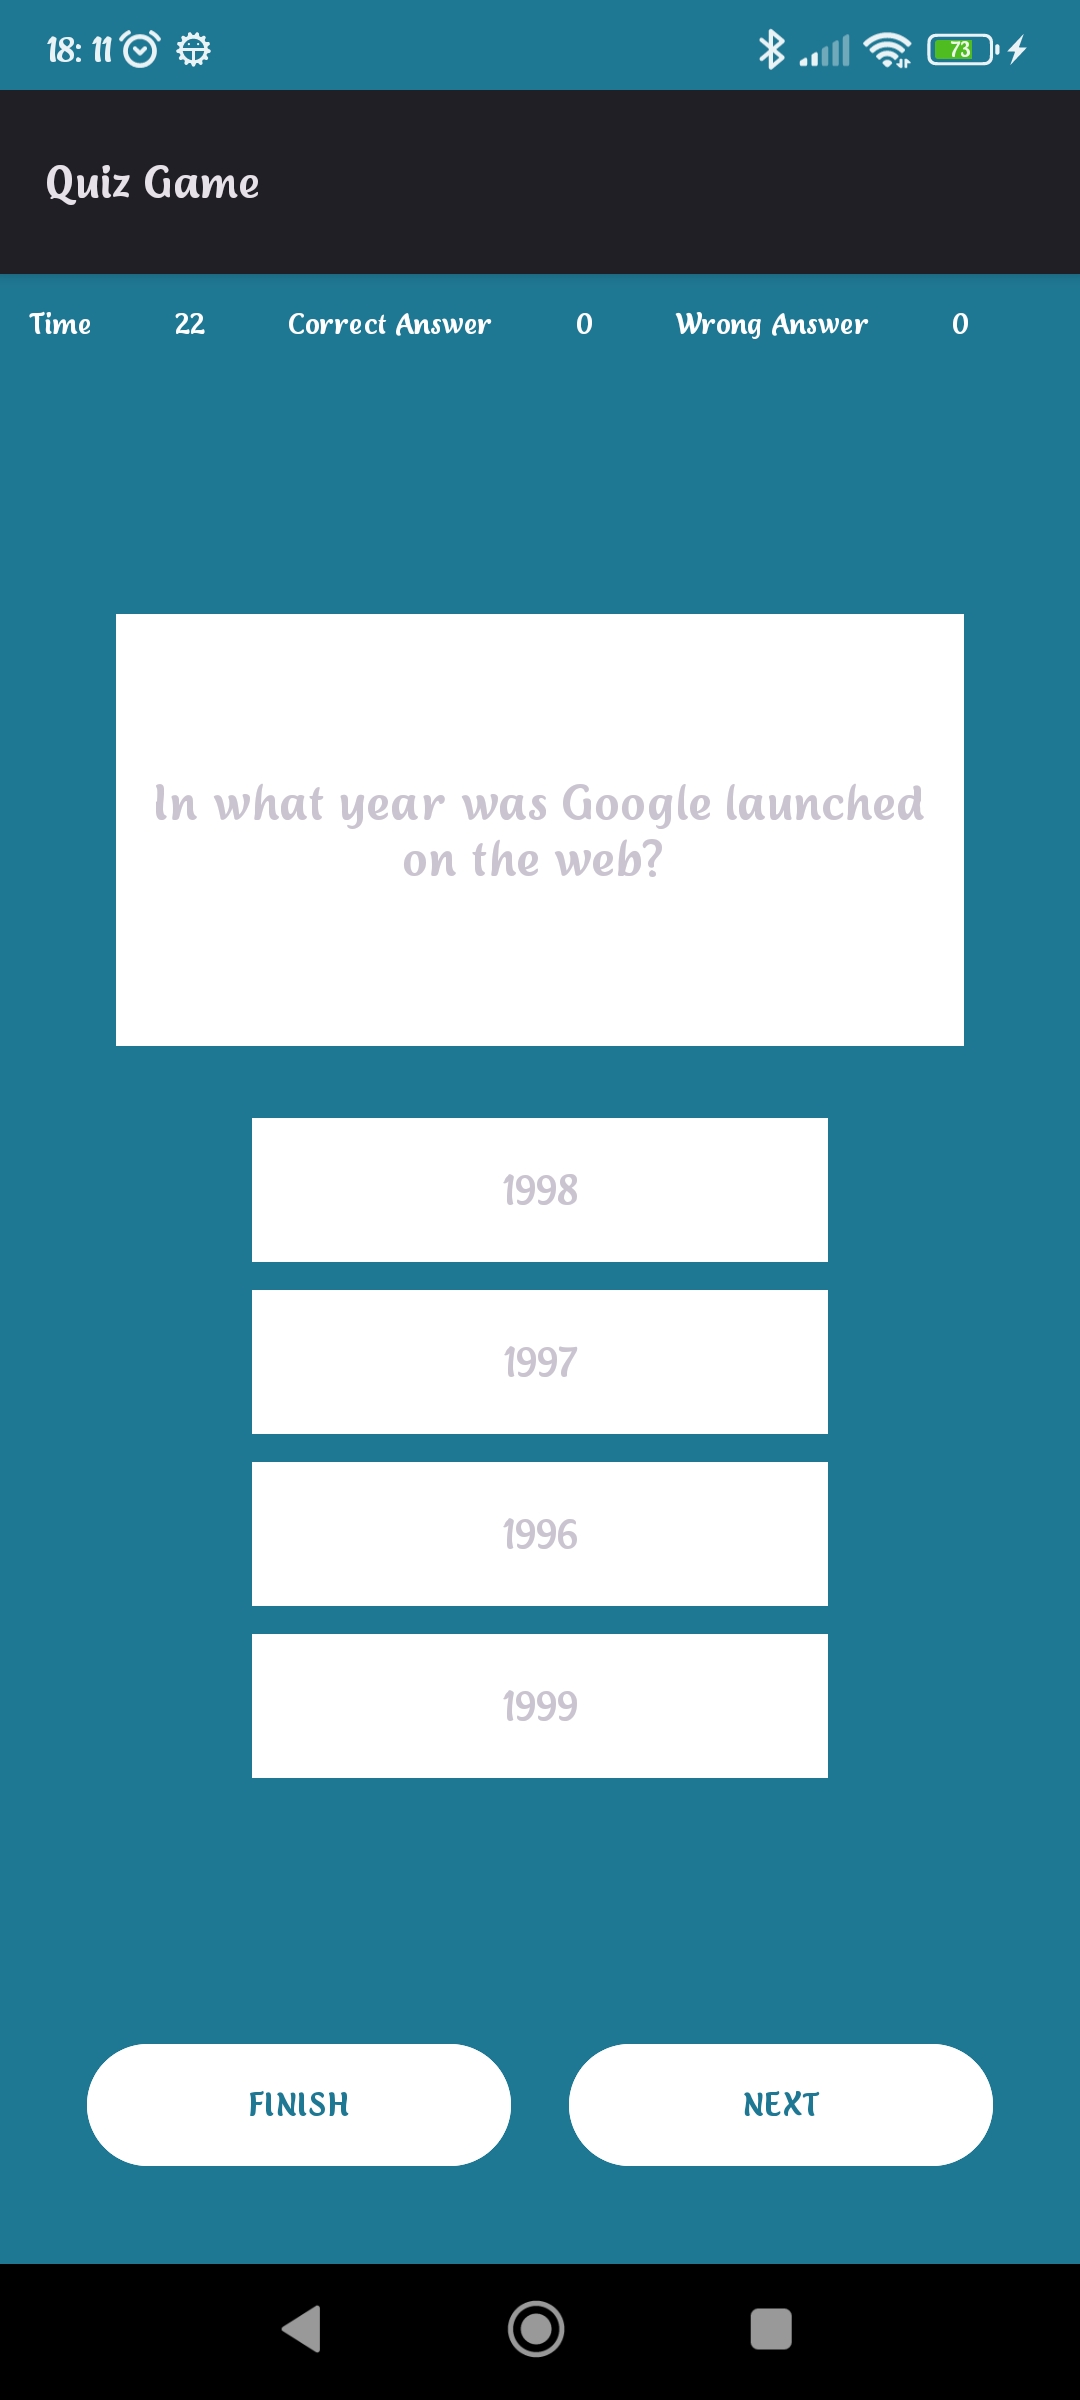 18: 11
73
Quiz Game
Time 22 Correct Answer 0 Wrong Answer 0
In what year was Google launched
on the web?
1998
1997
1996
1999
FINISH NEXT